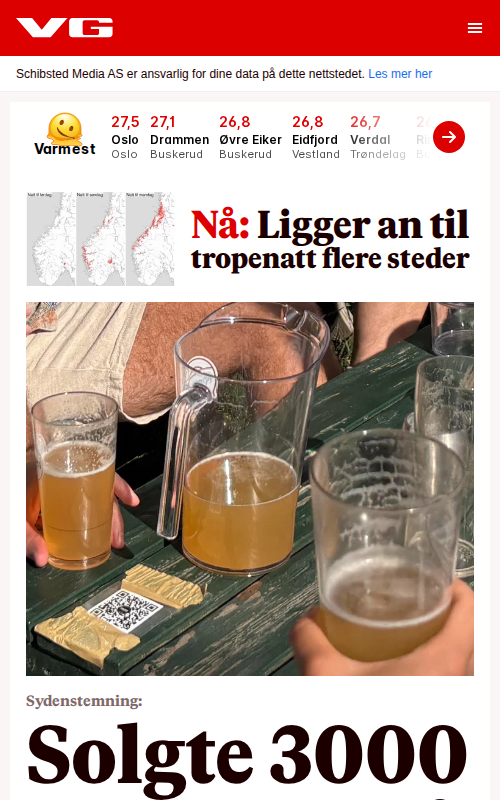 VG
Schibsted Media AS er ansvarlig for dine data på dette nettstedet. Les mer her
Varmest
27,5 27,1 26,8 26,8 26,7
Oslo Drammen Øvre Eiker Eidfjord Verdal
Oslo Buskerud Buskerud Vestland Trøndelag
Natt til lørdag Natt til søndag Natt til mandag
Nå: Ligger an til
tropenatt flere steder
Sydenstemning:
Solgte 3000